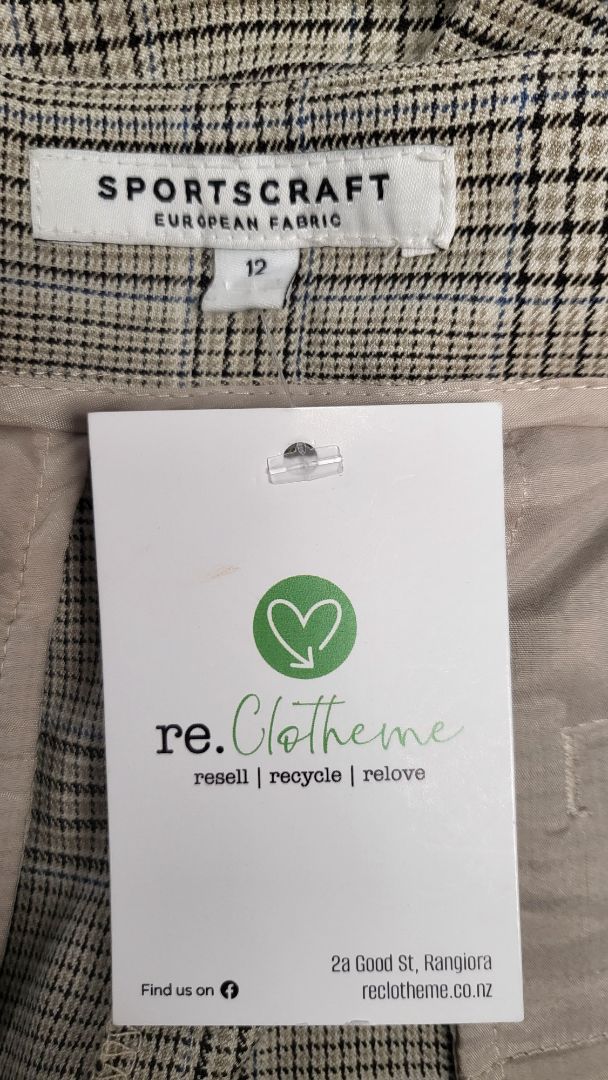 SPORTSCRAFT
EUROPEAN FABRIC
12
re.Clotheme
resell | recycle | relove
2a Good St, Rangiora
Find us on
reclotheme.co.nz